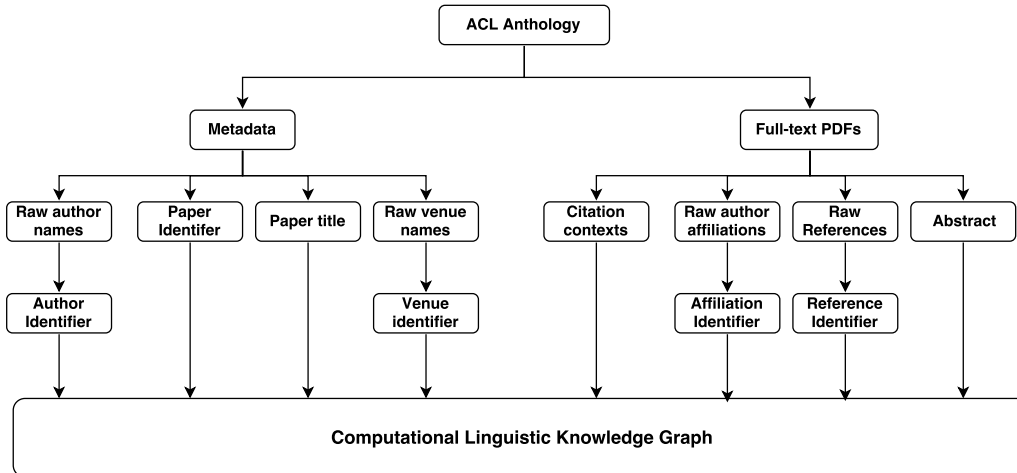 ACL Anthology
Metadata
Full-text PDFs
Raw author
names
Paper
Identifer
Paper title
Raw venue
names
Citation
contexts
Raw author
affiliations
Raw
References
Abstract
Author
Identifier
Venue
identifier
Affiliation
Identifier
Reference
Identifier
Computational Linguistic Knowledge Graph